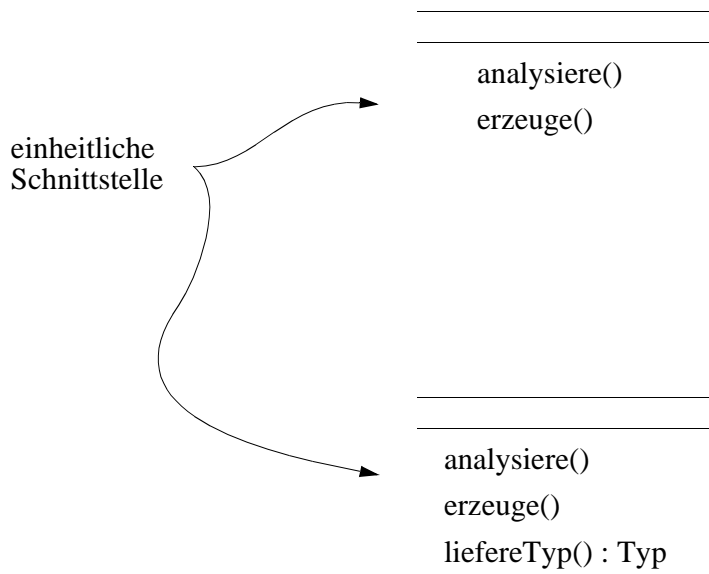 analysiere()
erzeuge()
einheitliche
Schnittstelle
analysiere()
erzeuge()
liefereTyp() : Typ